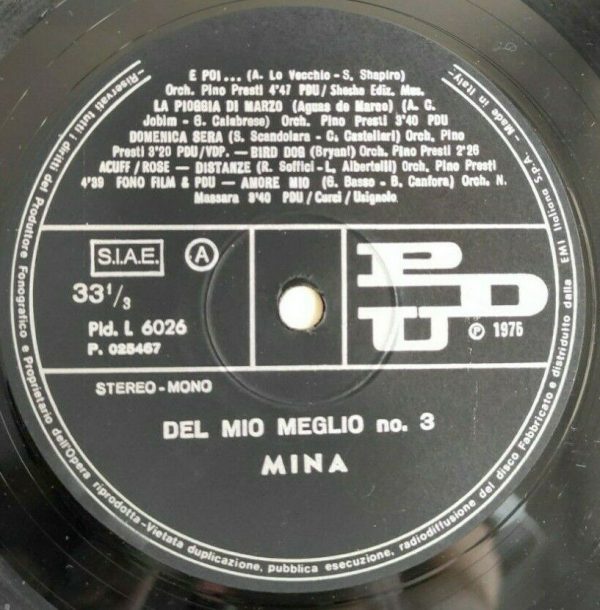 E POI ... (A. Lo Vecchio - S. Shapiro)
Orch. Pino Presti 4'47 PDU / Shasha Ediz. Mus.
LA PIOGGIA DI MARZO (Aguas de Marco) (A. C.
Jobim - G. Calabrese) Orch. Pino Presti 3'40 PDU
DOMENICA SERA (S. Scandolara - C. Castellari) Orch. Pino
Presti 3'20 PDU/VDP. — BIRD DOG (Bryant) Orch. Pino Presti 2'26
ACUFF / ROSE — DISTANZE (R. Soffici - L. Albertelli) Orch. Pino Presti
4'39 FONO FILM & PDU — AMORE MIO (G. Basso - B. Canfora) Orch. N.
Massara 3'40 PDU / Curci / Usignolo
S.I.A.E.
A
33 1/3
Pld. L 6026
P. 025467
PDU
℗ 1975
STEREO - MONO
DEL MIO MEGLIO no. 3
MINA
-Riservati tutti i diritti del Produttore Fonografico e Proprietario dell'Opera riprodotta-Vietata duplicazione, pubblica esecuzione, radiodiffusione del disco Fabbricato e distribuito dalla EMI Italiana S.p.A. - Made in Italy-